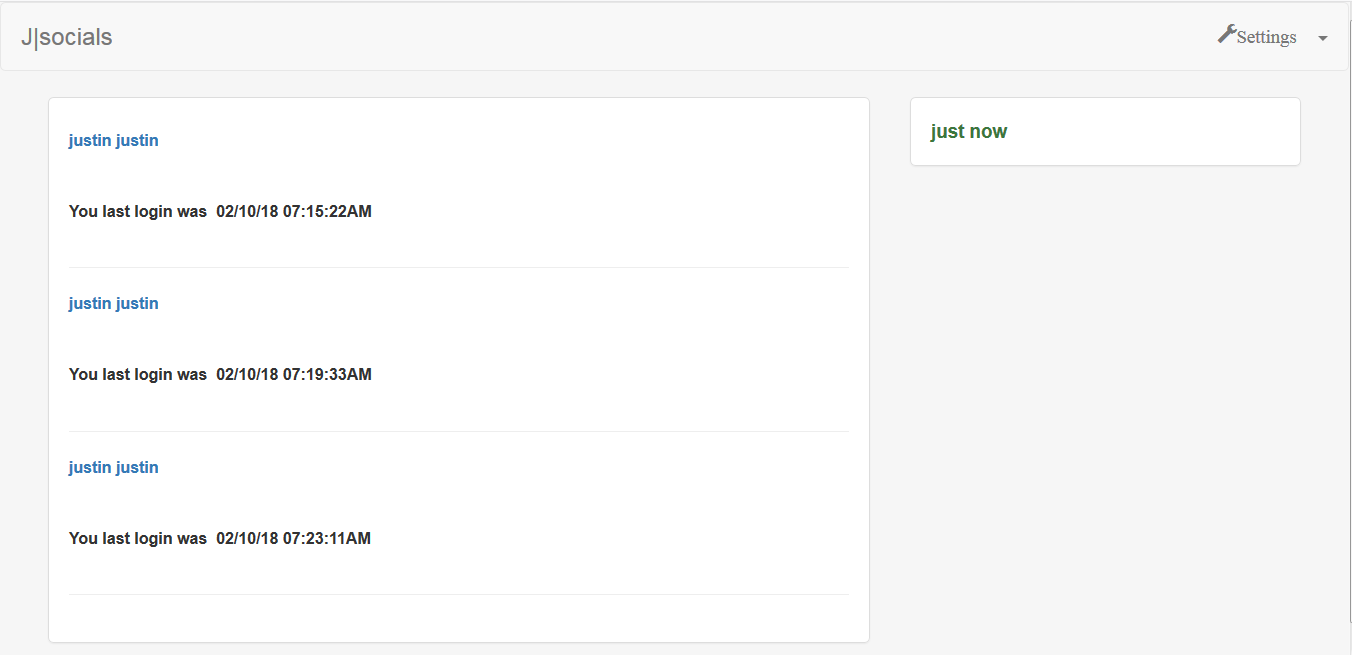 J|socials
Settings
justin justin
You last login was 02/10/18 07:15:22AM
justin justin
You last login was 02/10/18 07:19:33AM
justin justin
You last login was 02/10/18 07:23:11AM
just now